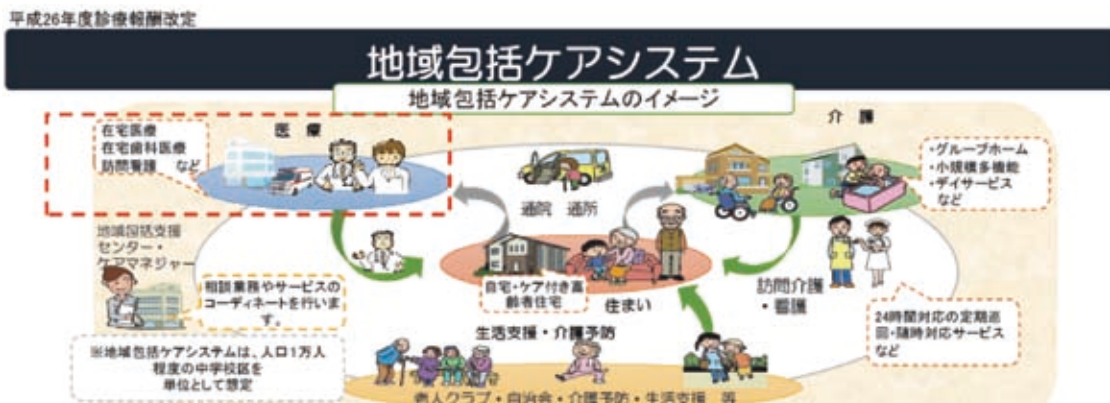 平成26年度診療報酬改定
地域包括ケアシステム
地域包括ケアシステムのイメージ
医 療
在宅医療
在宅歯科医療
訪問看護 など
介 護
・グループホーム
・小規模多機能
・デイサービス
など
通院 通所
地域包括支援
センター・
ケアマネジャー
相談業務やサービスの
コーディネートを行いま
す。
自宅・ケア付き高
齢者住宅
住まい
訪問介護
・看護
24時間対応の定期巡
回・随時対応サービス
など
生活支援・介護予防
※地域包括ケアシステムは、人口1万人
程度の中学校区を
単位として想定
老人クラブ・自治会・介護予防・生活支援 等